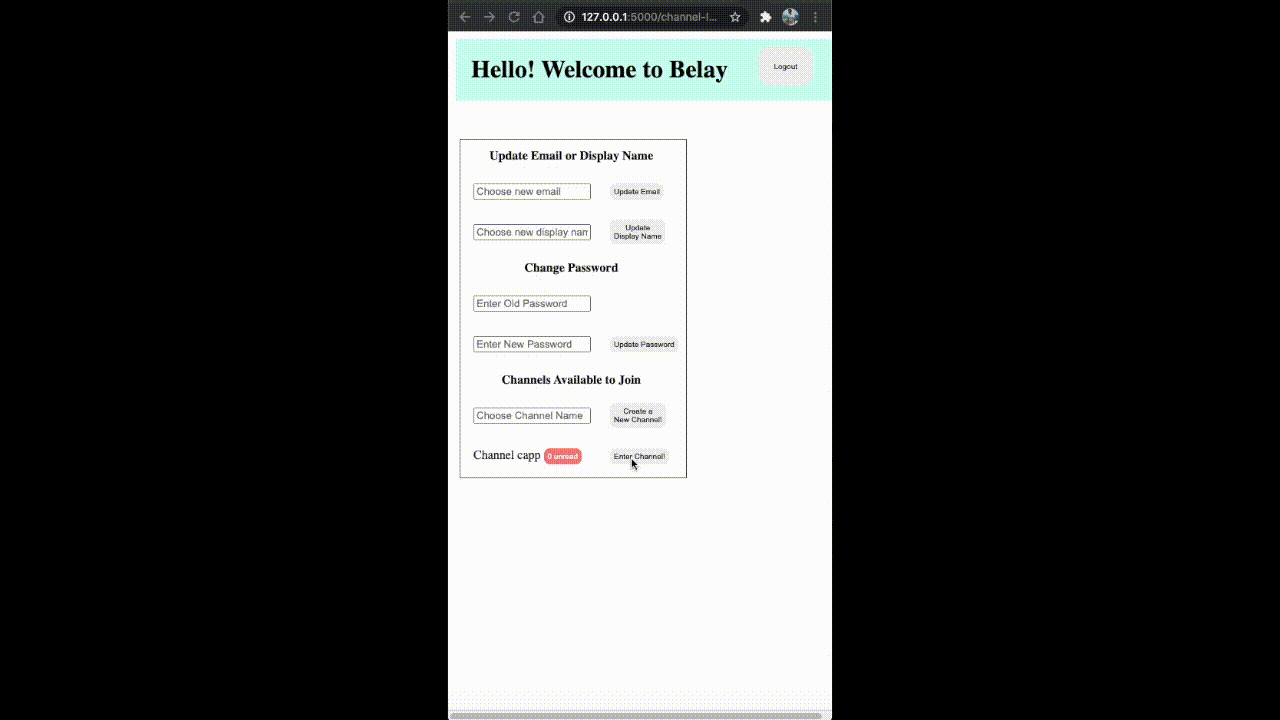 127.0.0.1:5000/channel-l...
Hello! Welcome to Belay
Logout
Update Email or Display Name
Choose new email
Update Email
Choose new display nam
Update
Display Name
Change Password
Enter Old Password
Enter New Password
Update Password
Channels Available to Join
Choose Channel Name
Create a
New Channel!
Channel capp
0 unread
Enter Channel!